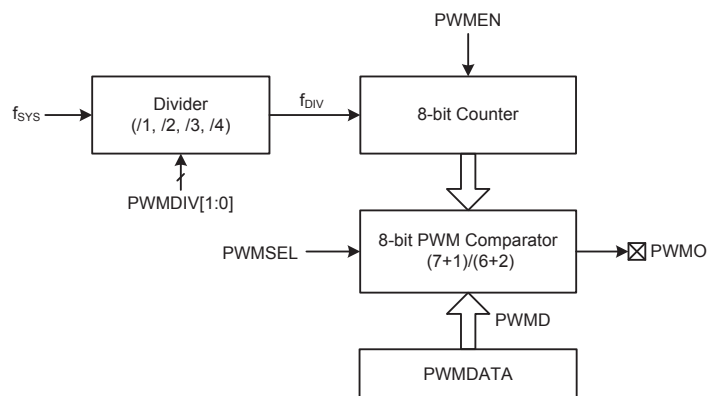 PWMEN
fSYS
Divider
(/1, /2, /3, /4)
fDIV
8-bit Counter
PWMDIV[1:0]
PWMSEL
8-bit PWM Comparator
(7+1)/(6+2)
PWMO
PWMD
PWMDATA